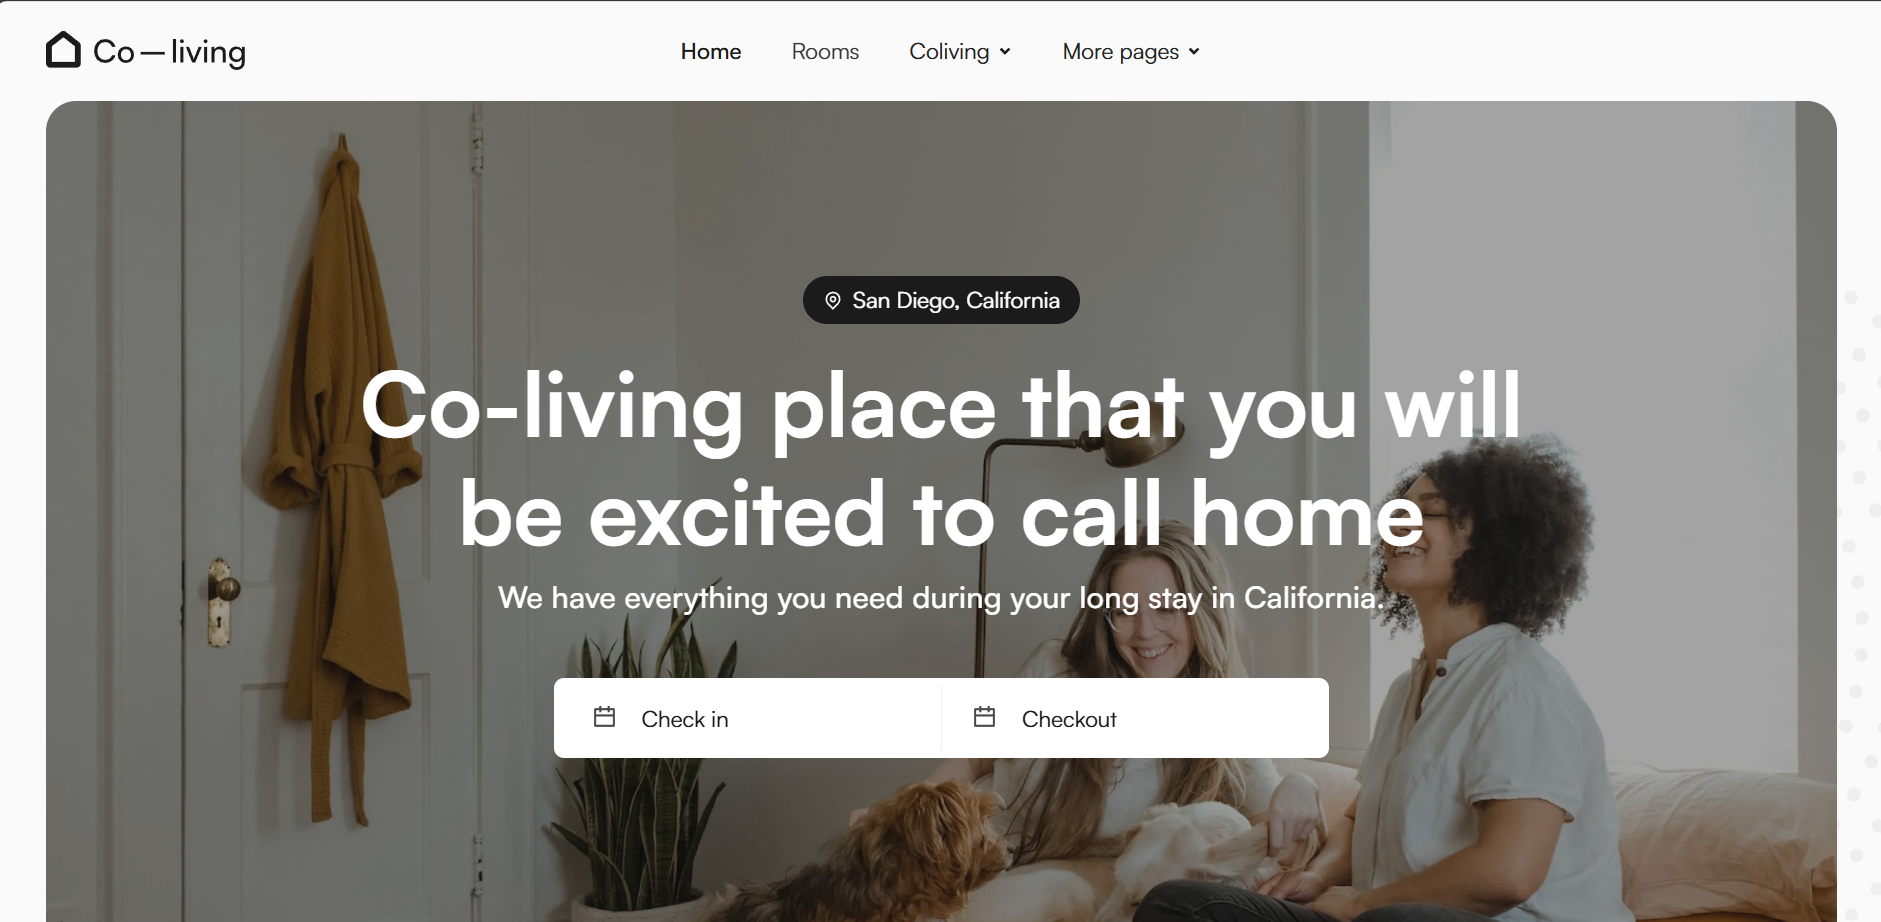 Co — living
Home
Rooms
Coliving
More pages
San Diego, California
Co-living place that you will
be excited to call home
We have everything you need during your long stay in California.
Check in
Checkout